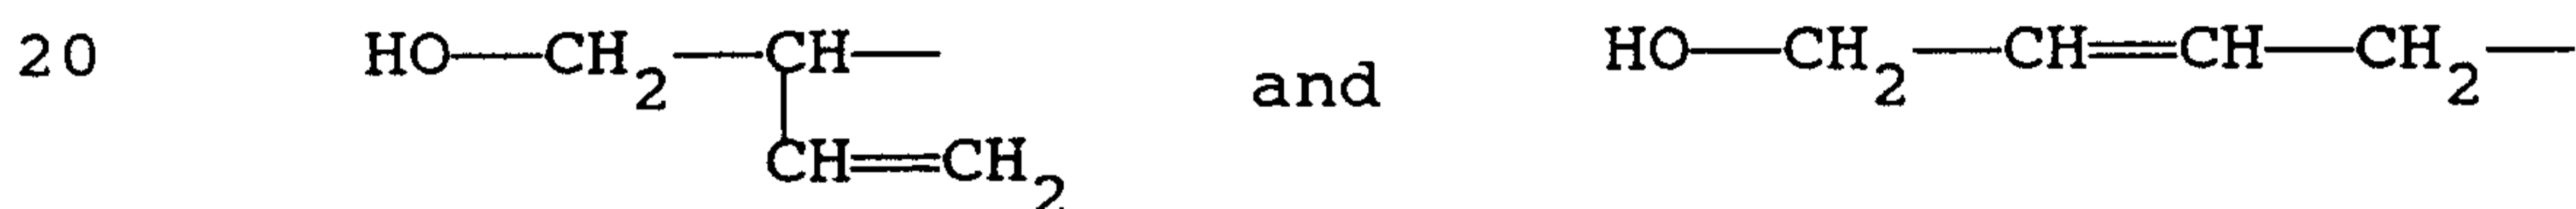 20 HO—CH₂—CH— and HO—CH₂—CH=CH—CH₂—
CH=CH₂